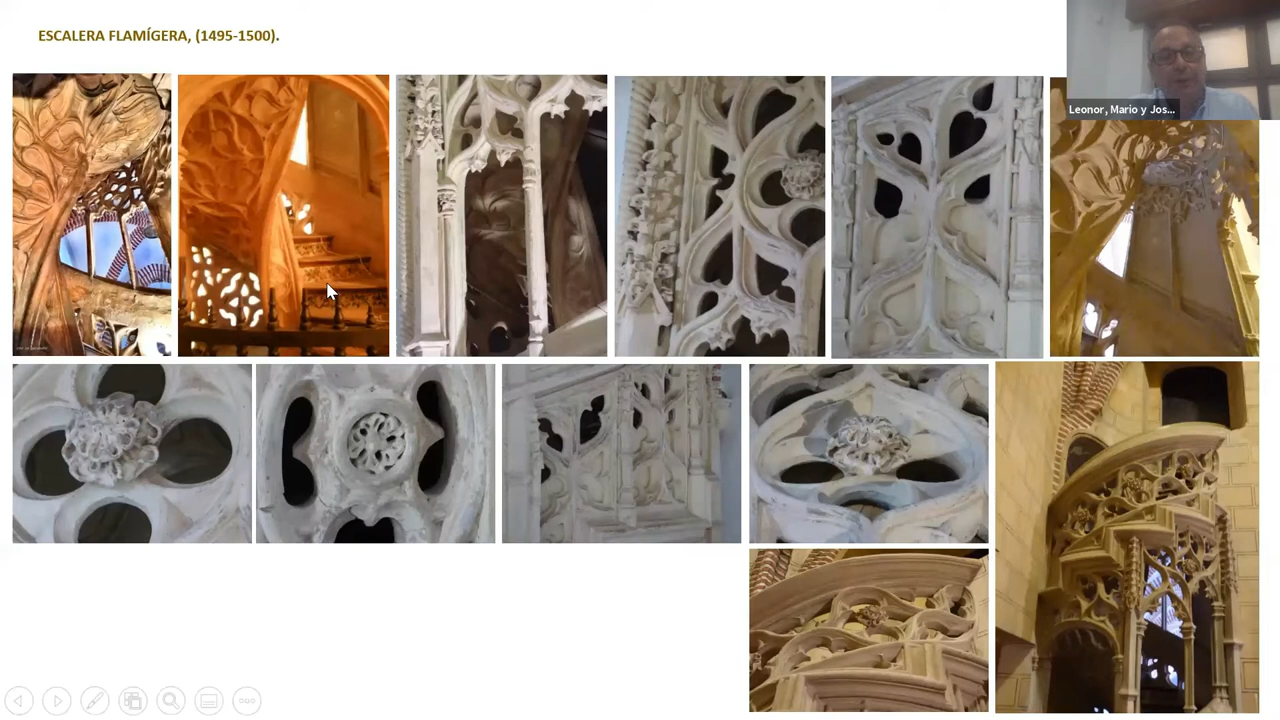 ESCALERA FLAMÍGERA, (1495-1500).
Leonor, Mario y Jos...